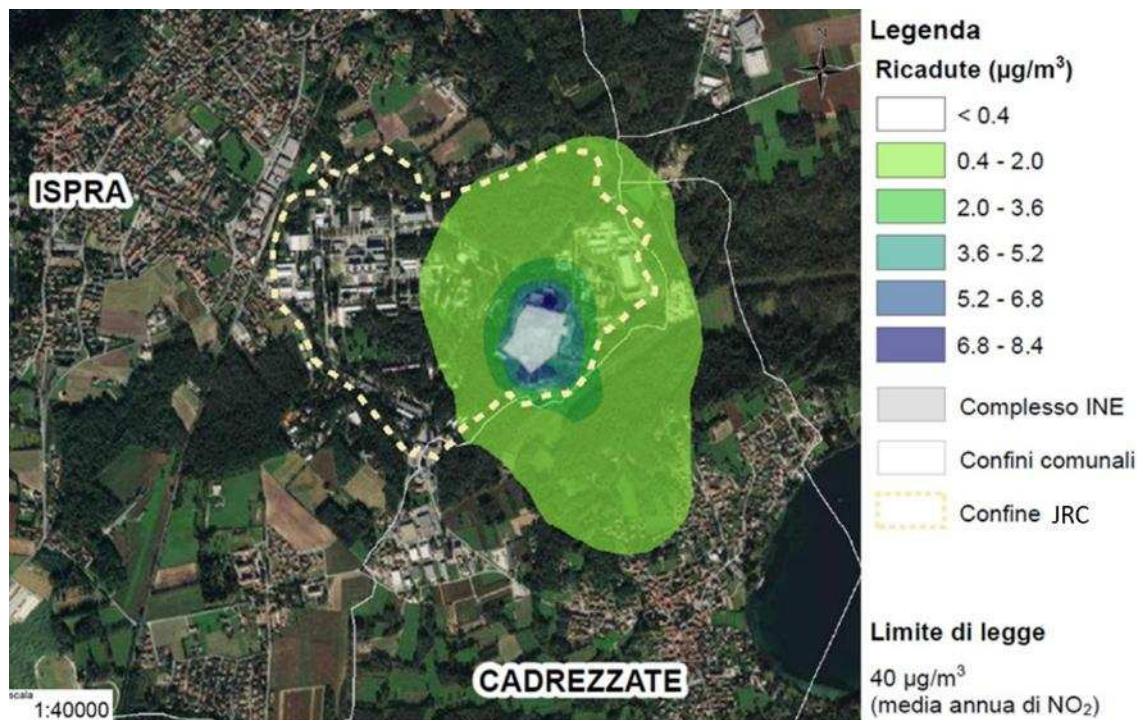 ISPRA
CADREZZATE
scala
1:40000
N
Legenda
Ricadute (µg/m³)
< 0.4
0.4 - 2.0
2.0 - 3.6
3.6 - 5.2
5.2 - 6.8
6.8 - 8.4
Complesso INE
Confini comunali
Confine JRC
Limite di legge
40 µg/m³
(media annua di NO₂)